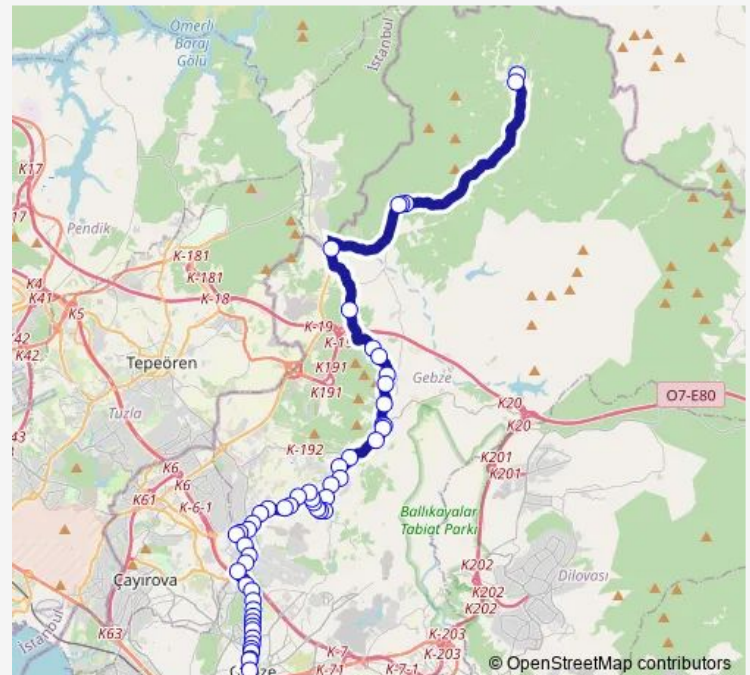 Ömerli
Baraj
Gölü
İstanbul
K17
17
Pendik
K-181
K-181
K-18
K4
K41
K5
K-19
K-19
42
K42
Tepeören
K191
K191
Gebze
K20
K20
O7-E80
Tuzla
43
K-192
K6
K6
K61
K-6-1
K201
K201
Ballıkayalar
Tabiat Parkı
Çayırova
K202
K202
K202
Dilovası
İstanbul
K63
K-7
K-71
K-7-1
K-203
K-203
© OpenStreetMap contributors